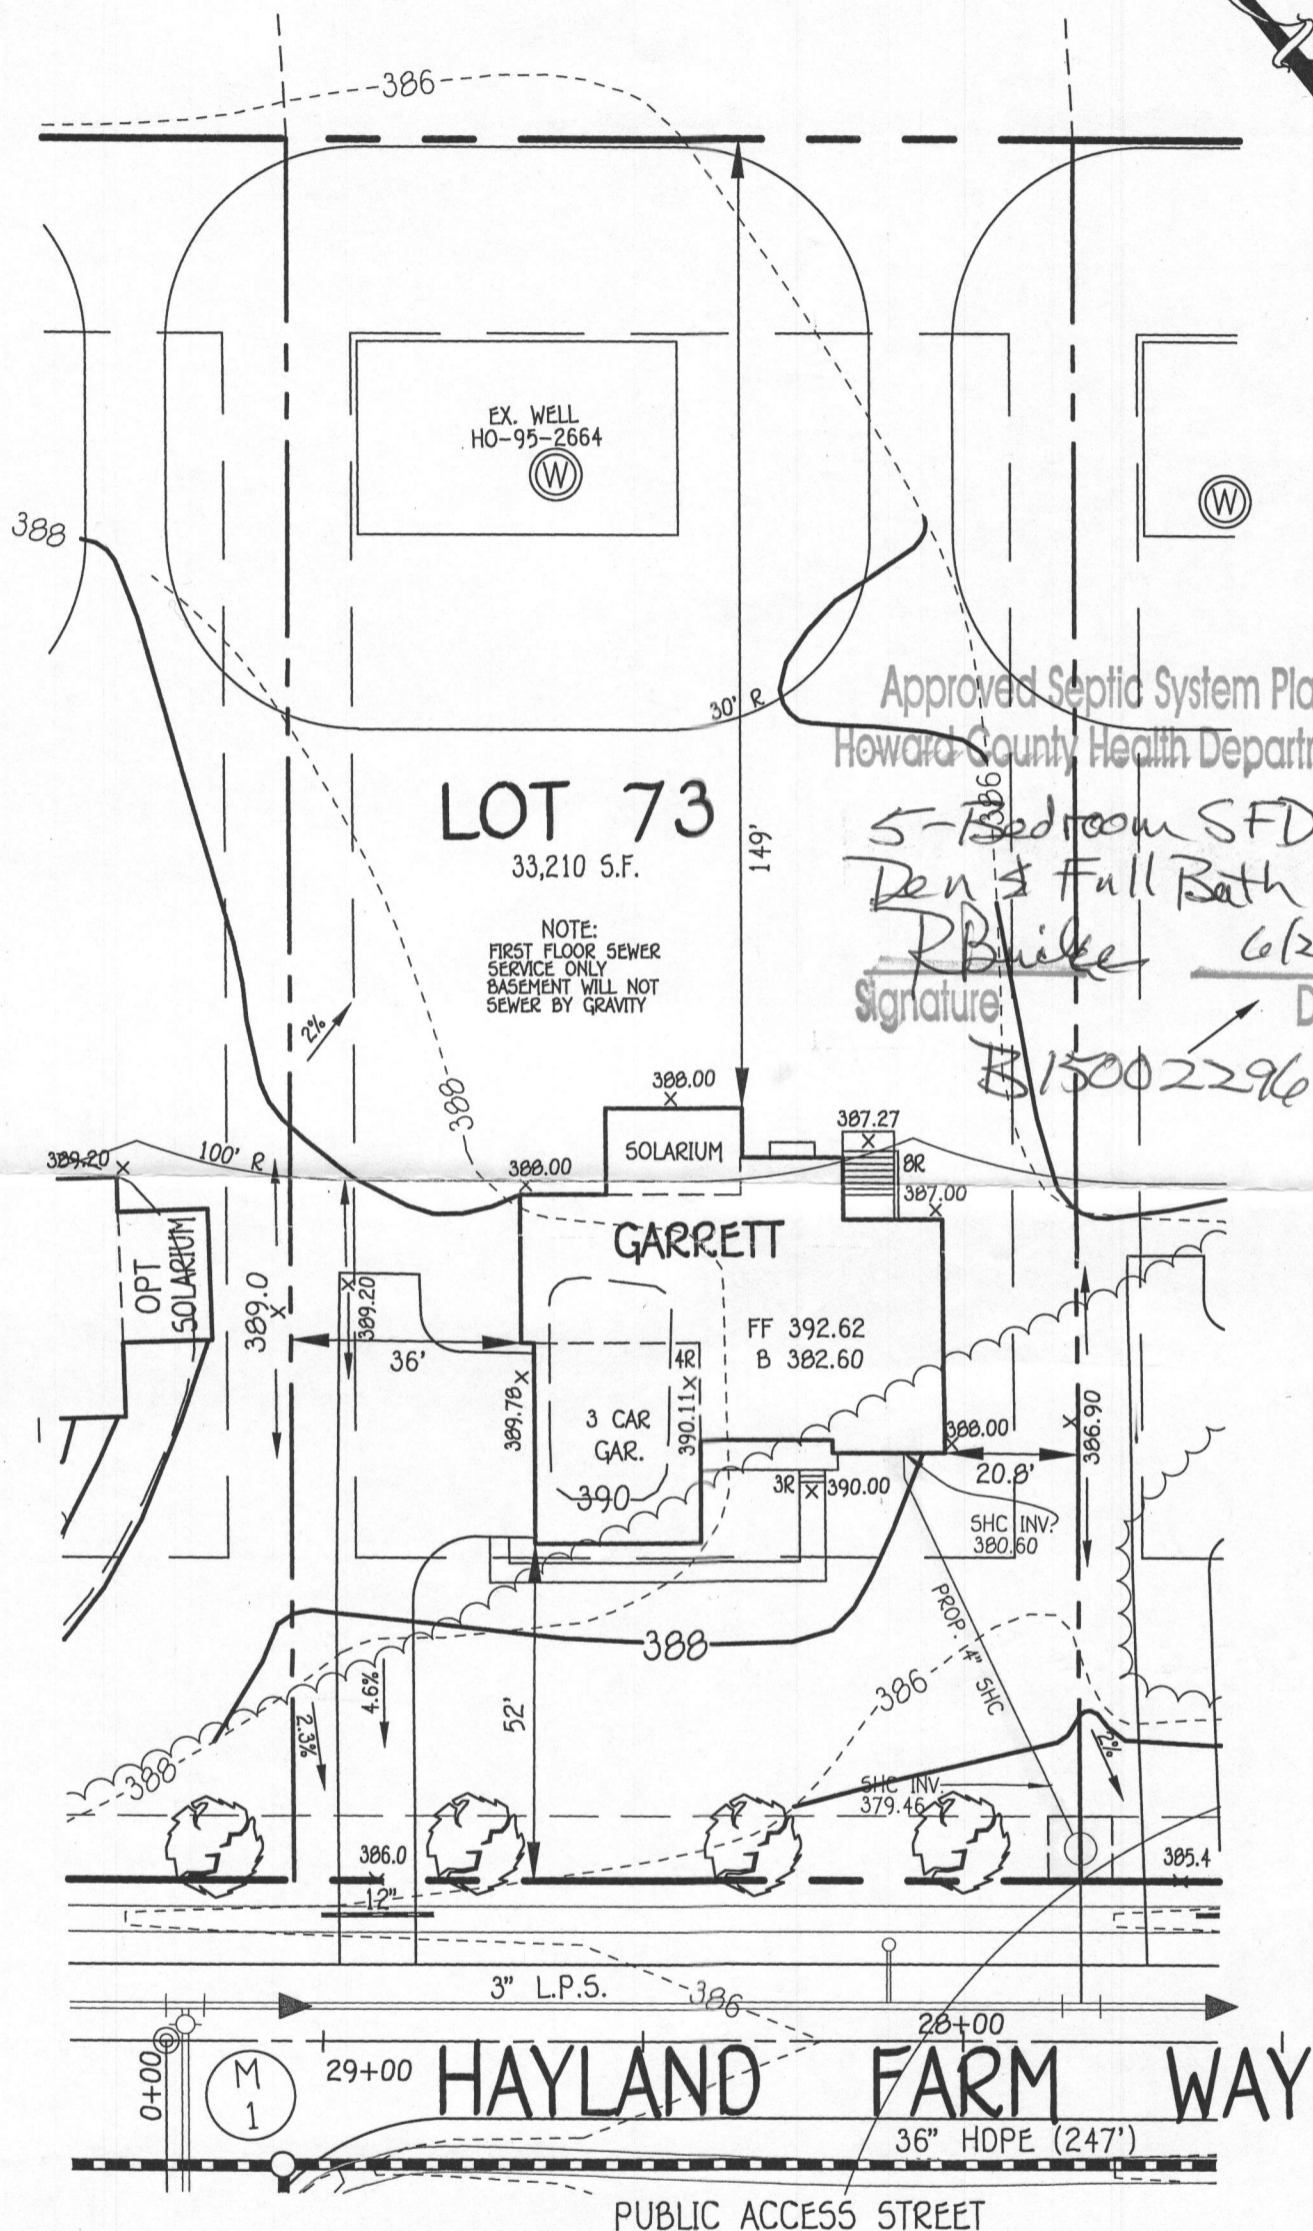 386
EX. WELL
HO-95-2664
W
W
388
30' R
Approved Septic System Pla
Howard County Health Departm
386
LOT 73
33,210 S.F.
149'
5-Bedroom SFD
Den & Full Bath
NOTE:
FIRST FLOOR SEWER
SERVICE ONLY
BASEMENT WILL NOT
SEWER BY GRAVITY
6/2
Signature
D
2%
B15002296
388
388.00
387.27
SOLARIUM
8R
389.20
100' R
388.00
387.00
GARRETT
OPT
SOLARIUM
389.0
389.20
36'
FF 392.62
B 382.60
4R
389.78
3 CAR
GAR.
390.11
390
388.00
386.90
20.8'
3R
390.00
SHC INV?
380.60
PROP. 4" SHC
388
386
4.6%
2.3%
52'
2%
388
SHC INV.
379.46
386.0
385.4
12"
3" L.P.S.
386
28+00
0+00
M
1
29+00
HAYLAND FARM WAY
36" HDPE (247')
PUBLIC ACCESS STREET